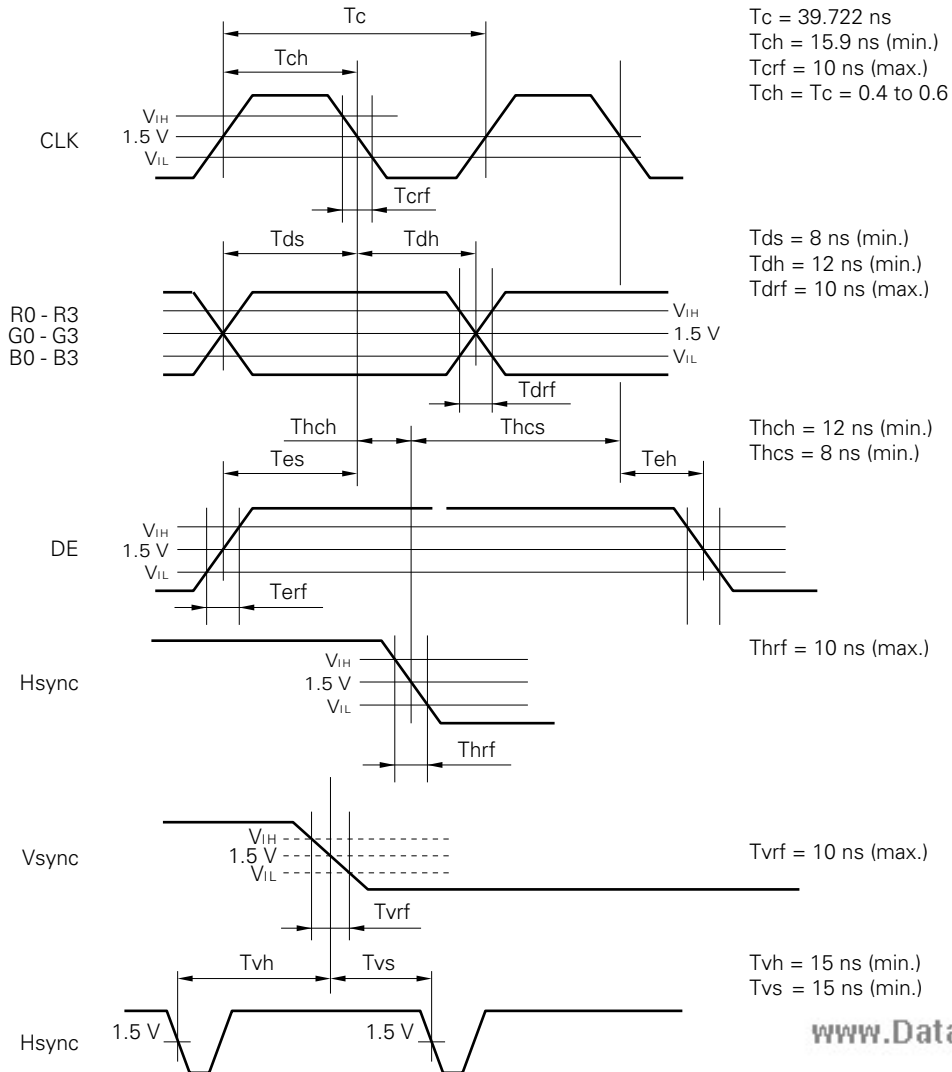 Tc
Tc = 39.722 ns
Tch = 15.9 ns (min.)
Tcrf = 10 ns (max.)
Tch = Tc = 0.4 to 0.6
Tch
CLK
VIH
1.5 V
VIL
Tcrf
Tds
Tdh
Tds = 8 ns (min.)
Tdh = 12 ns (min.)
Tdrf = 10 ns (max.)
R0 - R3
G0 - G3
B0 - B3
VIH
1.5 V
VIL
Tdrf
Thch
Thcs
Thch = 12 ns (min.)
Thcs = 8 ns (min.)
Tes
Teh
DE
VIH
1.5 V
VIL
Terf
Hsync
VIH
1.5 V
VIL
Thrf = 10 ns (max.)
Thrf
Vsync
VIH
1.5 V
VIL
Tvrf = 10 ns (max.)
Tvrf
Tvh
Tvs
Tvh = 15 ns (min.)
Tvs = 15 ns (min.)
Hsync
1.5 V
1.5 V
www.Data